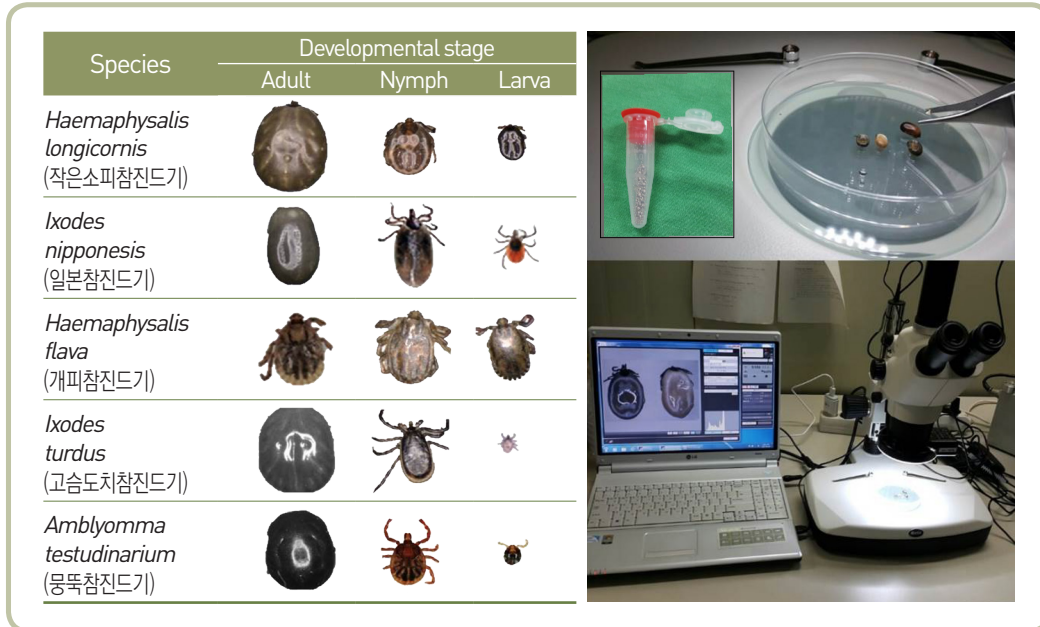 Species
Developmental stage
Adult
Nymph
Larva
Haemaphysalis
longicornis
(작은소피참진드기)
Ixodes
nipponesis
(일본참진드기)
Haemaphysalis
flava
(개피참진드기)
Ixodes
turdus
(고슴도치참진드기)
Amblyomma
testudinarium
(뭉뚝참진드기)
LG